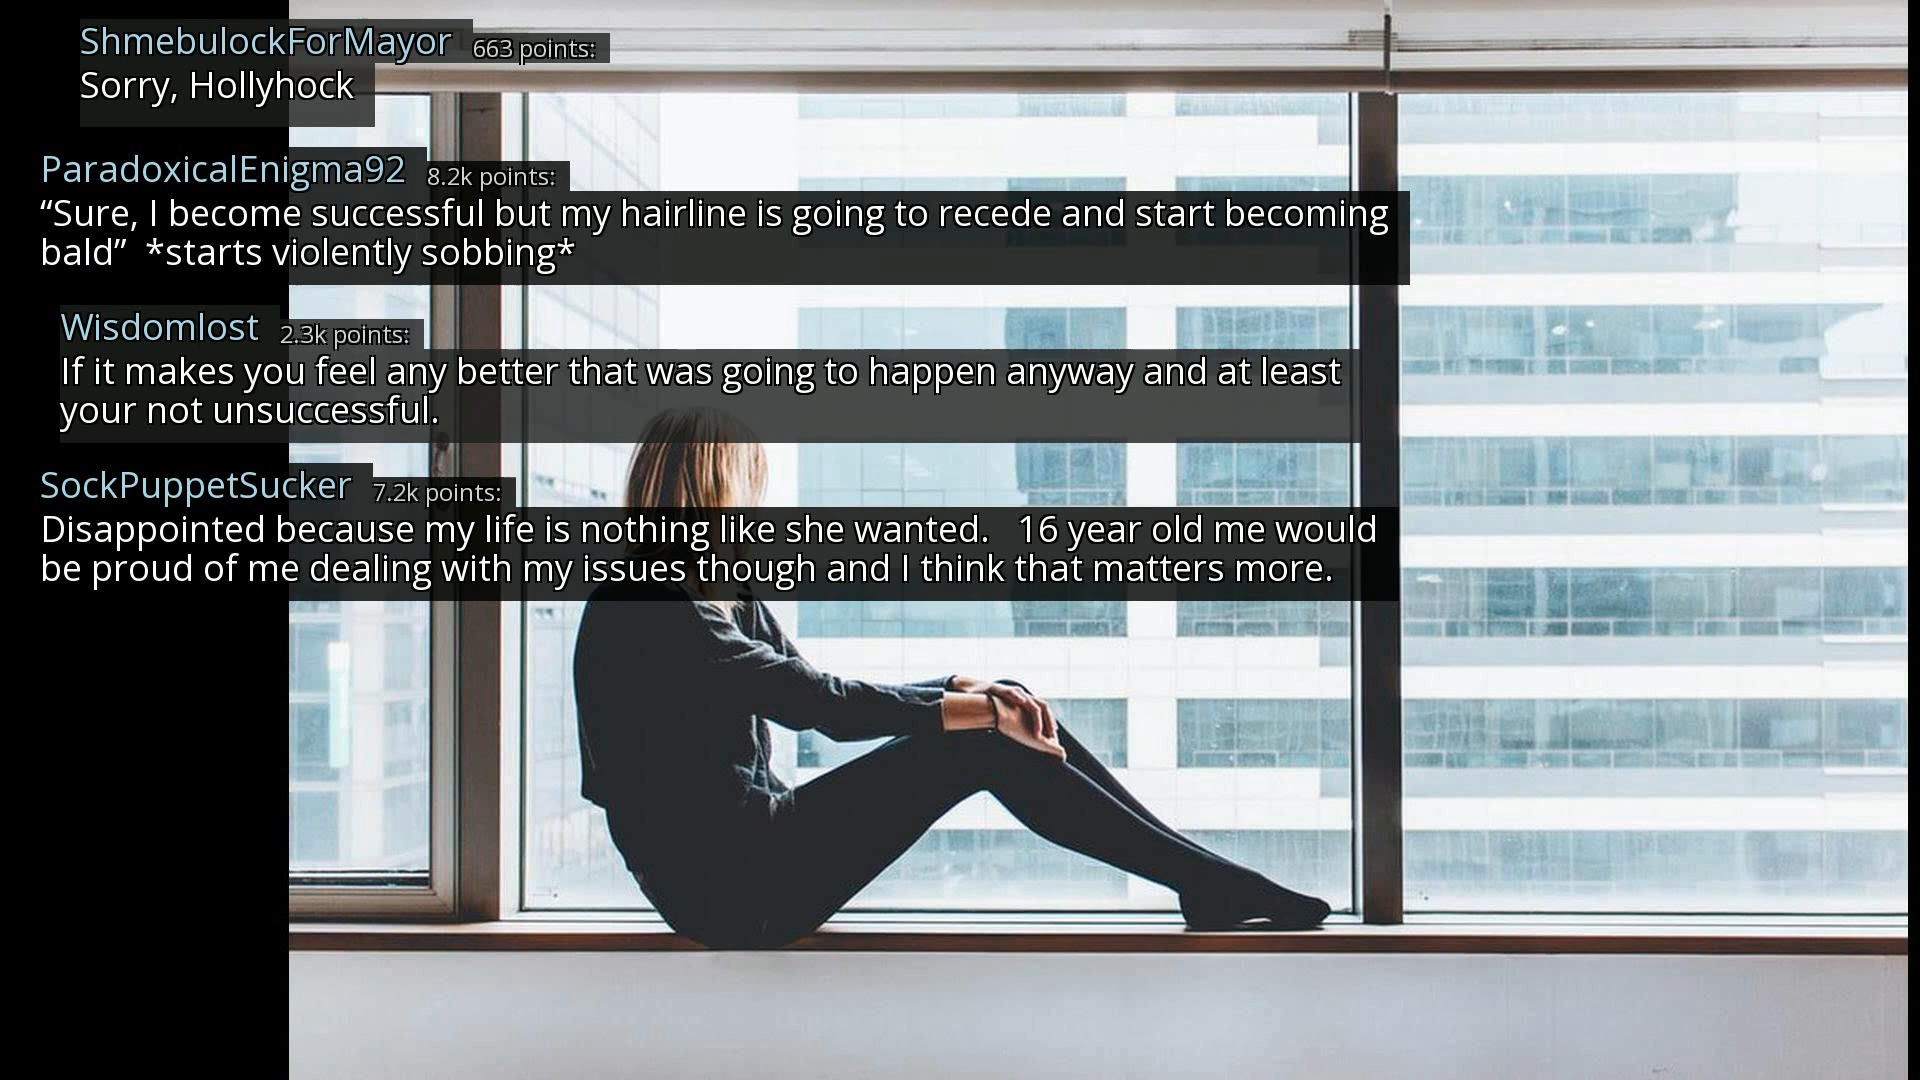 ShmebulockForMayor 663 points:
Sorry, Hollyhock
ParadoxicalEnigma92 8.2k points:
“Sure, I become successful but my hairline is going to recede and start becoming
bald” *starts violently sobbing*
Wisdomlost 2.3k points:
If it makes you feel any better that was going to happen anyway and at least
your not unsuccessful.
SockPuppetSucker 7.2k points:
Disappointed because my life is nothing like she wanted. 16 year old me would
be proud of me dealing with my issues though and I think that matters more.